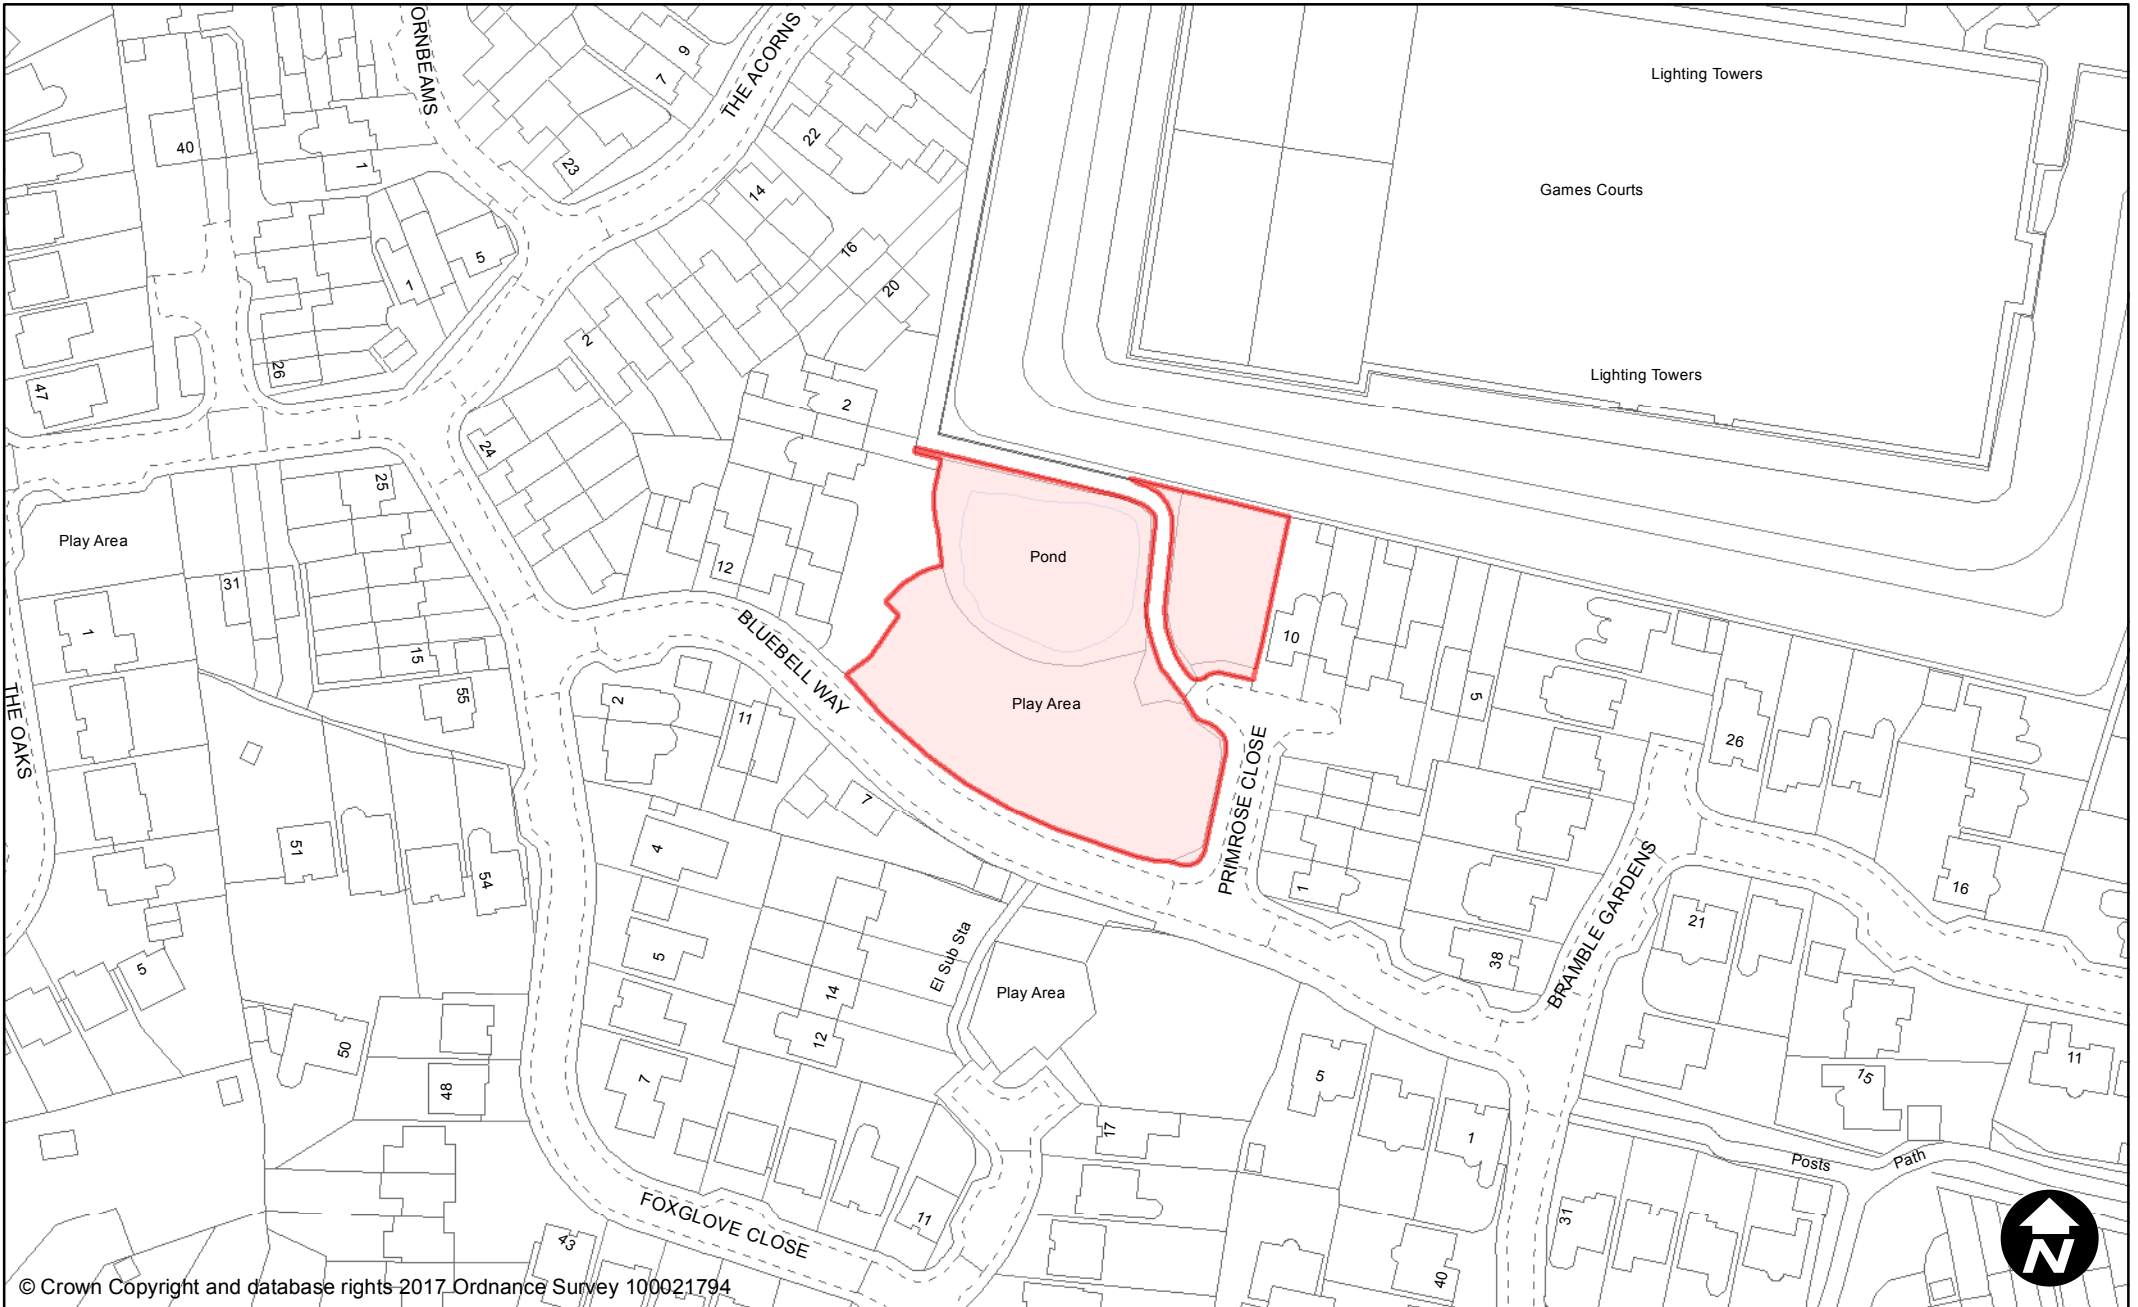 ORNBEAMS
THE ACORNS
9
7
Lighting Towers
40
1
23
22
14
Games Courts
5
1
16
20
2
26
47
2
Lighting Towers
24
25
Play Area
31
12
Pond
BLUEBELL WAY
10
1
15
55
2
11
Play Area
5
26
THE OAKS
PRIMROSE CLOSE
7
51
54
4
1
16
BRAMBLE GARDENS
21
5
5
El Sub Sta
14
12
Play Area
38
50
48
7
5
11
15
17
1
Posts
Path
FOXGLOVE CLOSE
11
43
31
40
N
© Crown Copyright and database rights 2017 Ordnance Survey 100021794